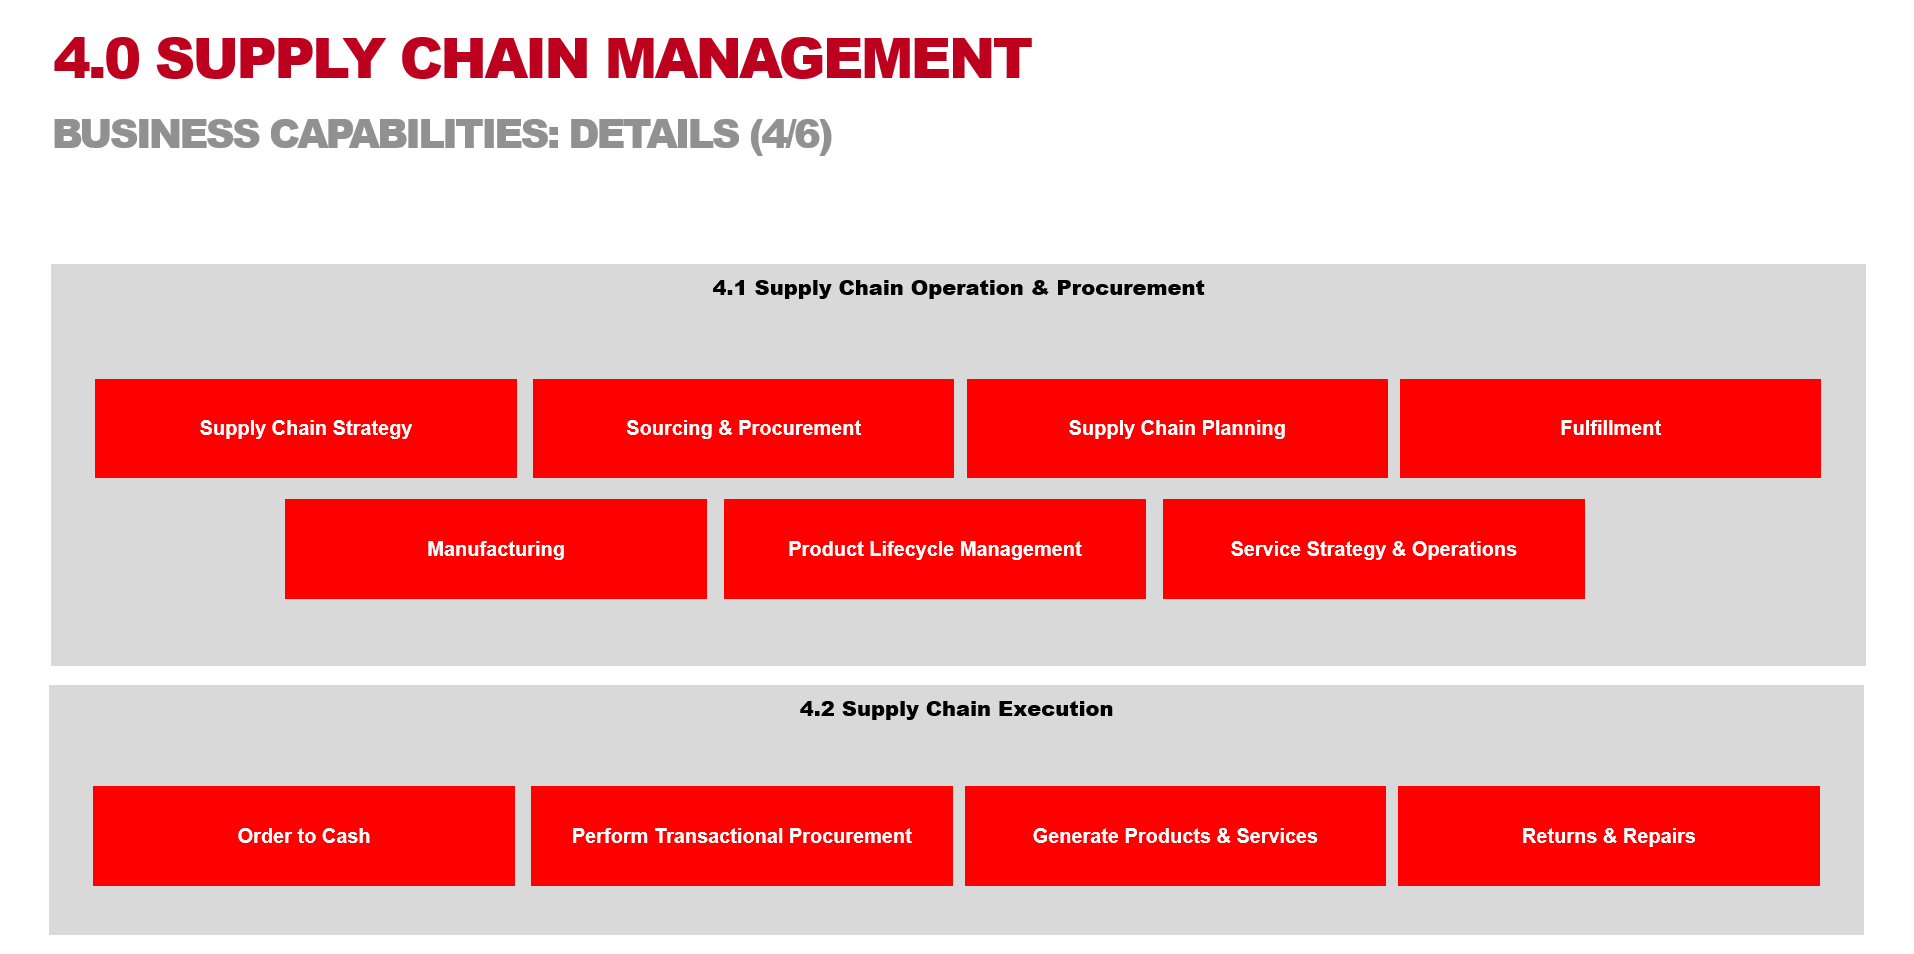 4.0 SUPPLY CHAIN MANAGEMENT
BUSINESS CAPABILITIES: DETAILS (4/6)
4.1 Supply Chain Operation & Procurement
Supply Chain Strategy
Sourcing & Procurement
Supply Chain Planning
Fulfillment
Manufacturing
Product Lifecycle Management
Service Strategy & Operations
4.2 Supply Chain Execution
Order to Cash
Perform Transactional Procurement
Generate Products & Services
Returns & Repairs